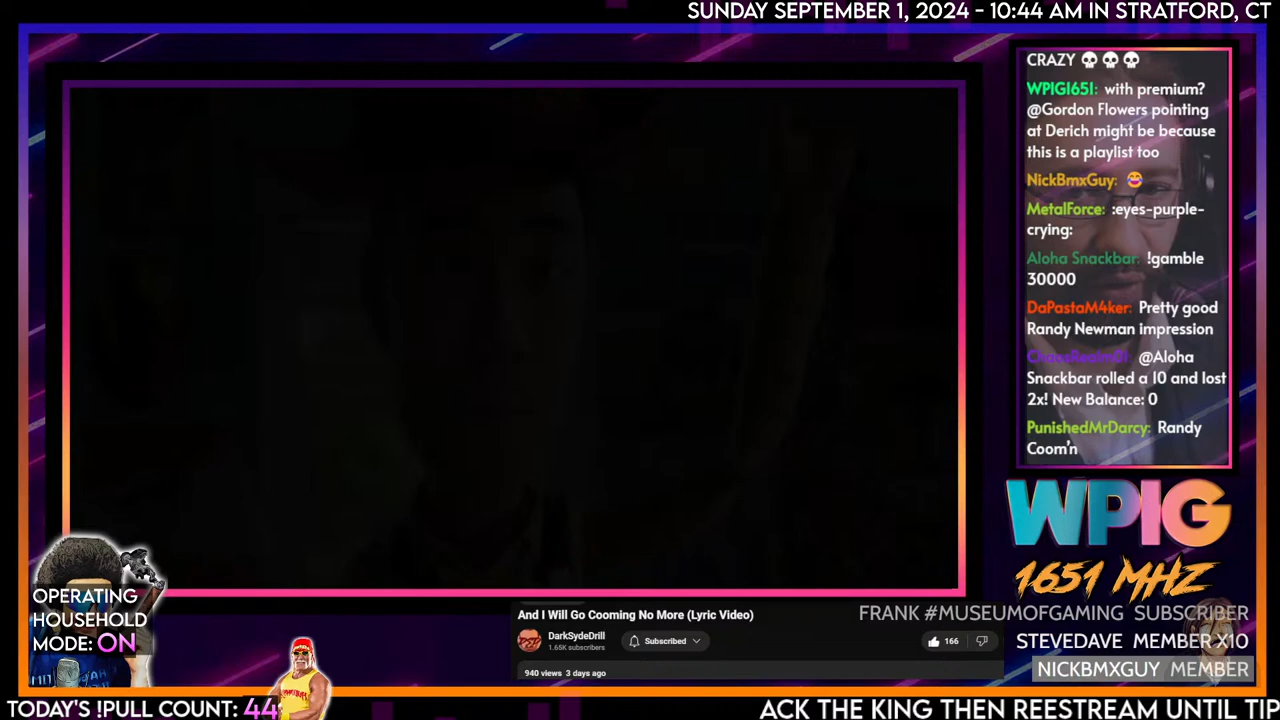 SUNDAY SEPTEMBER 1, 2024 - 10:44 AM IN STRATFORD, CT
CRAZY 💀💀💀
WPIG1651: with premium?
@Gordon Flowers pointing
at Derich might be because
this is a playlist too
NickBmxGuy: 😂
MetalForce: :eyes-purple-
crying:
Aloha Snackbar: !gamble
30000
DaPastaM4ker: Pretty good
Randy Newman impression
ChaosRealm01: @Aloha
Snackbar rolled a 10 and lost
2x! New Balance: 0
PunishedMrDarcy: Randy
Coom'n
WPIG
1651 MHZ
OPERATING
HOUSEHOLD
MODE: ON
And I Will Go Cooming No More (Lyric Video)
DarkSydeDrill
1.65K subscribers
Subscribed
166
940 views 3 days ago
FRANK #MUSEUMOFGAMING SUBSCRIBER
STEVEDAVE MEMBER X10
NICKBMXGUY MEMBER
TODAY'S !PULL COUNT: 44
ACK THE KING THEN REESTREAM UNTIL TIP